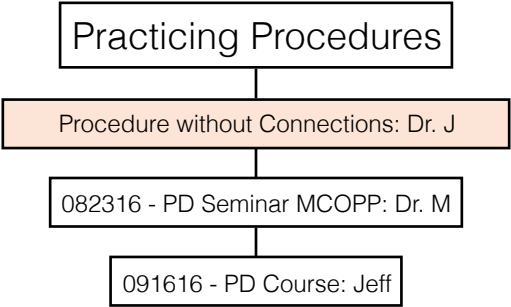 Practicing Procedures
Procedure without Connections: Dr. J
082316 - PD Seminar MCOPP: Dr. M
091616 - PD Course: Jeff